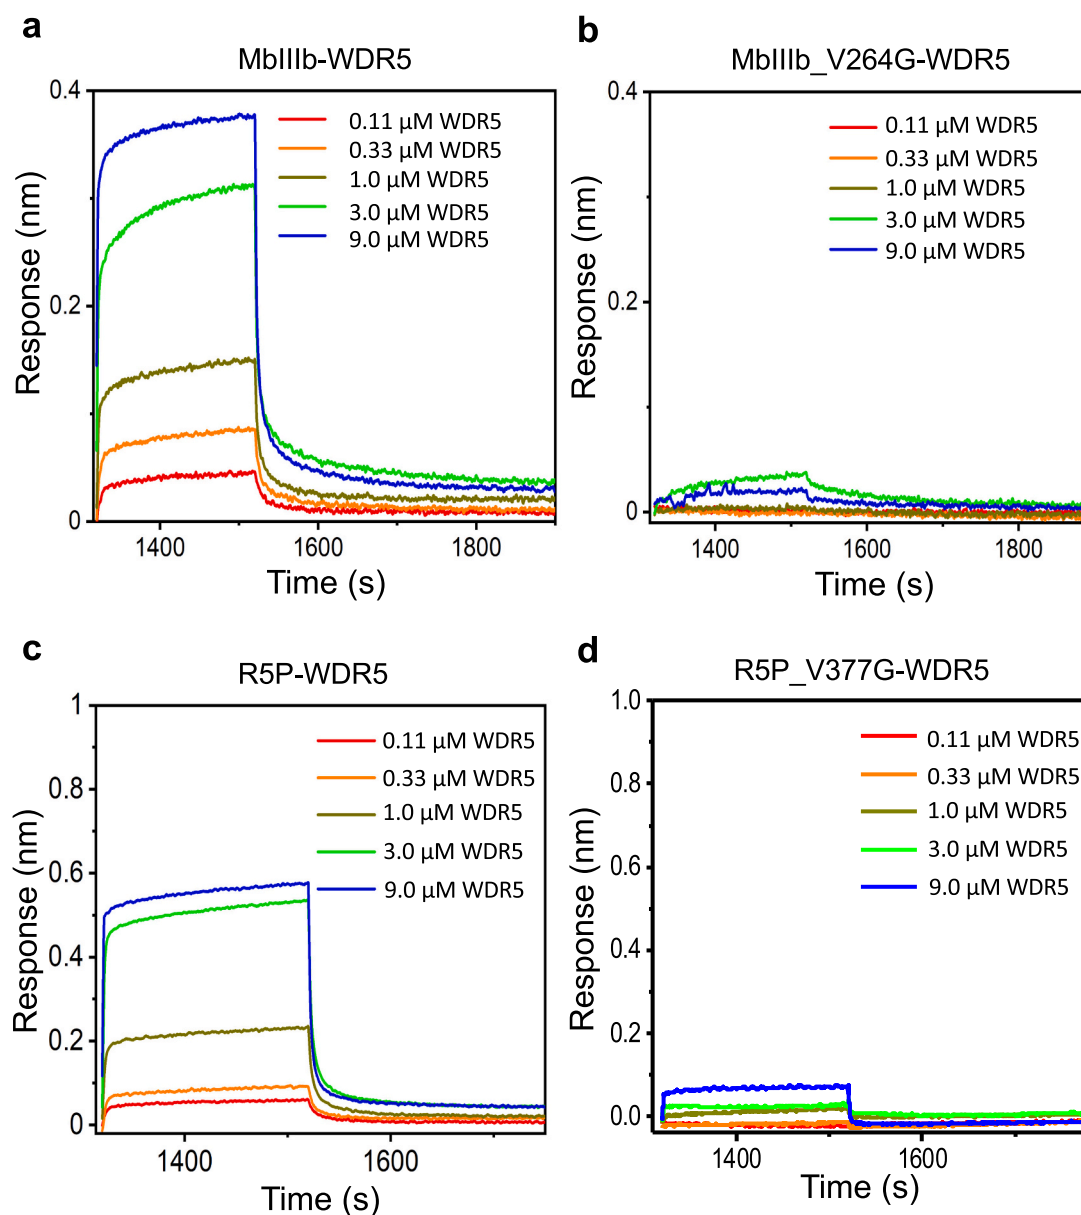 a
MbIIIb-WDR5
Response (nm)
0.4
0.2
0
0.11 µM WDR5
0.33 µM WDR5
1.0 µM WDR5
3.0 µM WDR5
9.0 µM WDR5
1400
1600
1800
Time (s)
b
MbIIIb_V264G-WDR5
Response (nm)
0.4
0.2
0
0.11 µM WDR5
0.33 µM WDR5
1.0 µM WDR5
3.0 µM WDR5
9.0 µM WDR5
1400
1600
1800
Time (s)
c
R5P-WDR5
Response (nm)
1
0.8
0.6
0.4
0.2
0
0.11 µM WDR5
0.33 µM WDR5
1.0 µM WDR5
3.0 µM WDR5
9.0 µM WDR5
1400
1600
Time (s)
d
R5P_V377G-WDR5
Response (nm)
1.0
0.8
0.6
0.4
0.2
0.0
0.11 µM WDR5
0.33 µM WDR5
1.0 µM WDR5
3.0 µM WDR5
9.0 µM WDR5
1400
1600
Time (s)